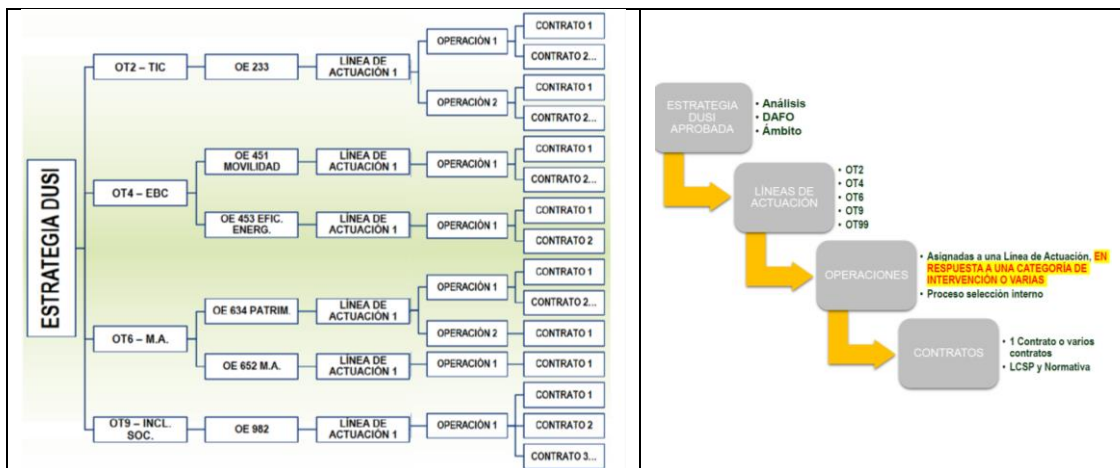 ESTRATEGIA DUSI
OT2 – TIC
OE 233
LÍNEA DE
ACTUACIÓN 1
OPERACIÓN 1
CONTRATO 1
CONTRATO 2...
OPERACIÓN 2
CONTRATO 1
CONTRATO 2...
OT4 – EBC
OE 451
MOVILIDAD
LÍNEA DE
ACTUACIÓN 1
OPERACIÓN 1
CONTRATO 1
CONTRATO 2...
OE 453 EFIC.
ENERG.
LÍNEA DE
ACTUACIÓN 1
OPERACIÓN 1
CONTRATO 1
CONTRATO 2
OT6 – M.A.
OE 634 PATRIM.
LÍNEA DE
ACTUACIÓN 1
OPERACIÓN 1
CONTRATO 1
CONTRATO 2...
OPERACIÓN 2
CONTRATO 1
OE 652 M.A.
LÍNEA DE
ACTUACIÓN 1
OPERACIÓN 1
CONTRATO 1
OT9 – INCL.
SOC.
OE 982
LÍNEA DE
ACTUACIÓN 1
OPERACIÓN 1
CONTRATO 1
CONTRATO 2
CONTRATO 3...
ESTRATEGIA
DUSI
APROBADA
• Análisis
• DAFO
• Ámbito
LÍNEAS DE
ACTUACIÓN
• OT2
• OT4
• OT6
• OT9
• OT99
OPERACIONES
• Asignadas a una Línea de Actuación, EN
RESPUESTA A UNA CATEGORÍA DE
INTERVENCIÓN O VARIAS
• Proceso selección interno
CONTRATOS
• 1 Contrato o varios
contratos
• LCSP y Normativa